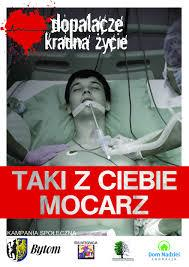 dopalacze
kradną życie
TAKI Z CIEBIE
MOCARZ
KAMPANIA SPOŁECZNA
Bytom
Dom Nadziei